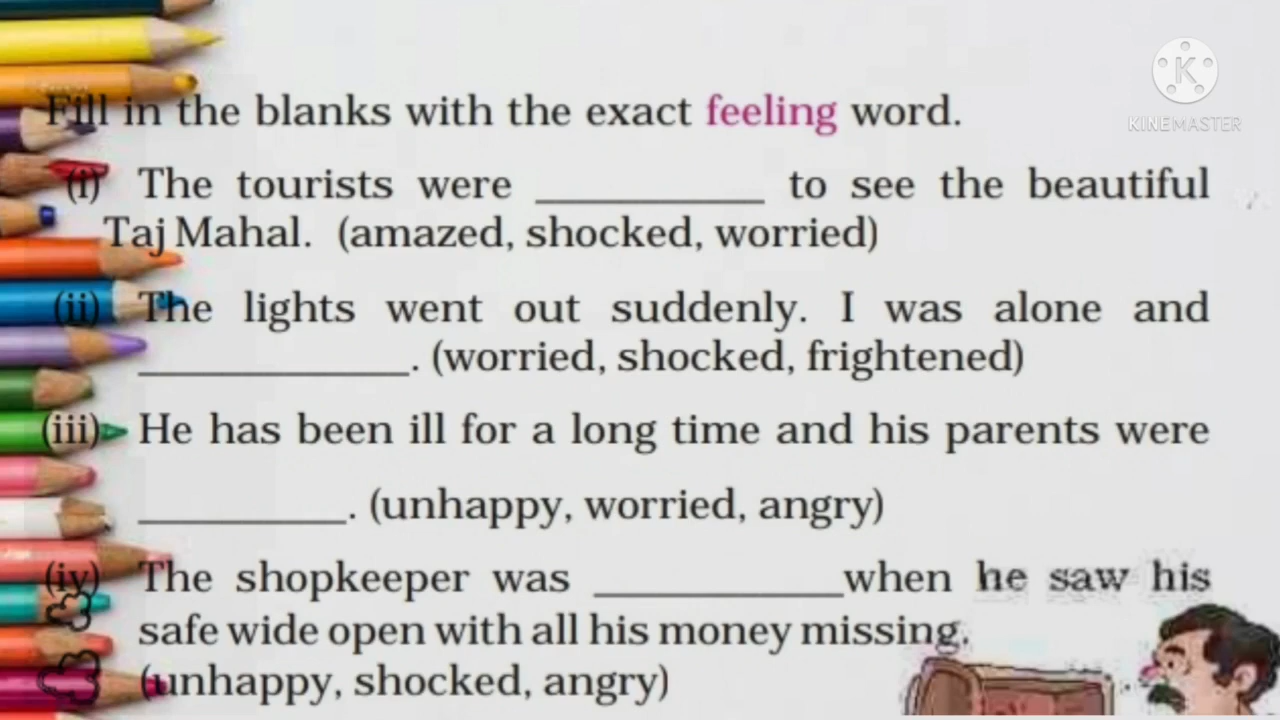 KINEMASTER
Fill in the blanks with the exact feeling word.
(i) The tourists were __________ to see the beautiful
Taj Mahal. (amazed, shocked, worried)
(ii) The lights went out suddenly. I was alone and
____________. (worried, shocked, frightened)
(iii) He has been ill for a long time and his parents were
_________. (unhappy, worried, angry)
(iv) The shopkeeper was ___________when he saw his
safe wide open with all his money missing.
(unhappy, shocked, angry)